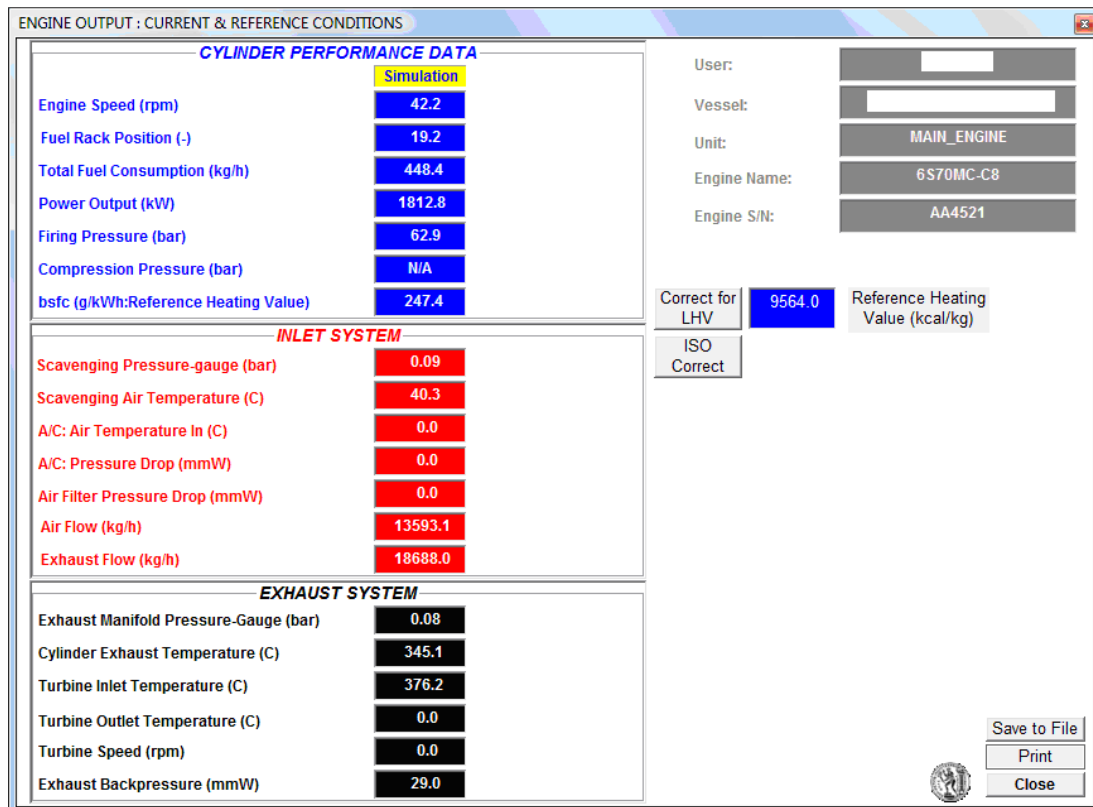 ENGINE OUTPUT : CURRENT & REFERENCE CONDITIONS
CYLINDER PERFORMANCE DATA
Simulation
Engine Speed (rpm) 42.2
Fuel Rack Position (-) 19.2
Total Fuel Consumption (kg/h) 448.4
Power Output (kW) 1812.8
Firing Pressure (bar) 62.9
Compression Pressure (bar) N/A
bsfc (g/kWh:Reference Heating Value) 247.4
INLET SYSTEM
Scavenging Pressure-gauge (bar) 0.09
Scavenging Air Temperature (C) 40.3
A/C: Air Temperature In (C) 0.0
A/C: Pressure Drop (mmW) 0.0
Air Filter Pressure Drop (mmW) 0.0
Air Flow (kg/h) 13593.1
Exhaust Flow (kg/h) 18688.0
EXHAUST SYSTEM
Exhaust Manifold Pressure-Gauge (bar) 0.08
Cylinder Exhaust Temperature (C) 345.1
Turbine Inlet Temperature (C) 376.2
Turbine Outlet Temperature (C) 0.0
Turbine Speed (rpm) 0.0
Exhaust Backpressure (mmW) 29.0
User:
Vessel:
Unit: MAIN_ENGINE
Engine Name: 6S70MC-C8
Engine S/N: AA4521
Correct for
LHV
9564.0
Reference Heating
Value (kcal/kg)
ISO
Correct
Save to File
Print
Close